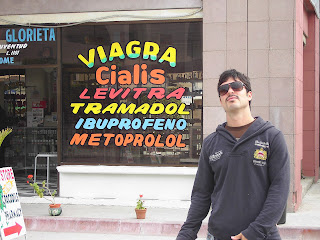 GLORIETA
VIAGRA
Cialis
LEVITRA
TRAMADOL
IBUPROFENO
METOPROLOL